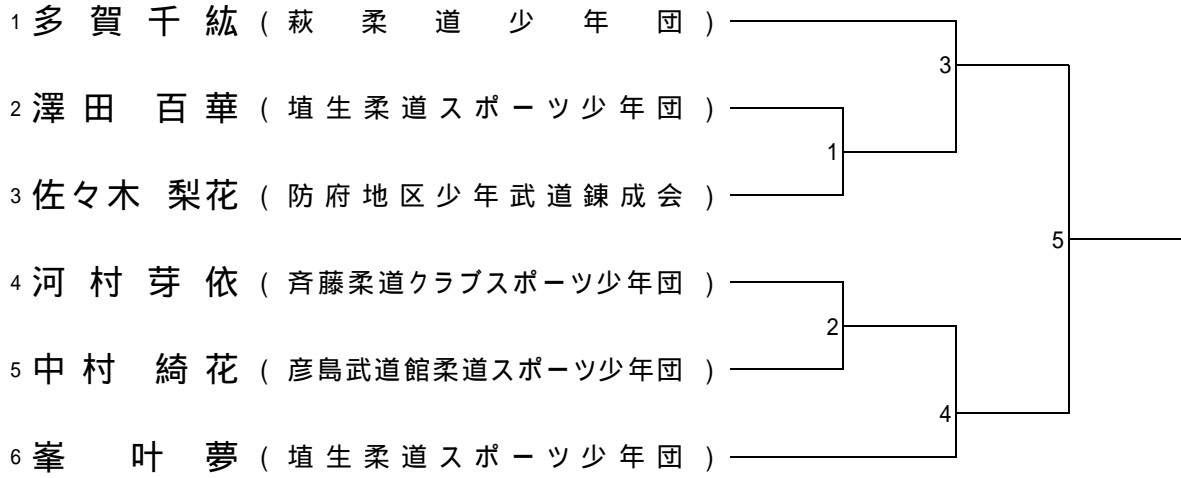 1 多賀千紘 (萩柔道少年団)
3
2 澤田 百華 (埴生柔道スポーツ少年団)
1
3 佐々木 梨花 (防府地区少年武道錬成会)
5
4 河村芽依 (斉藤柔道クラブスポーツ少年団)
2
5 中村 綺花 (彦島武道館柔道スポーツ少年団)
4
6 峯 叶夢 (埴生柔道スポーツ少年団)